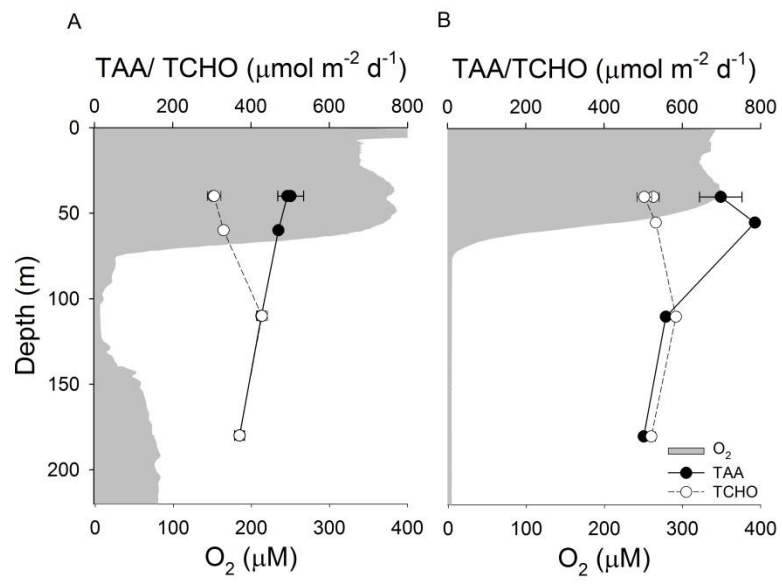 A
B
TAA/ TCHO (μmol m⁻² d⁻¹)
TAA/TCHO (μmol m⁻² d⁻¹)
0 200 400 600 800
0 200 400 600 800
0
50
100
150
200
Depth (m)
O₂
TAA
TCHO
0 100 200 300 400
0 100 200 300 400
O₂ (μM)
O₂ (μM)